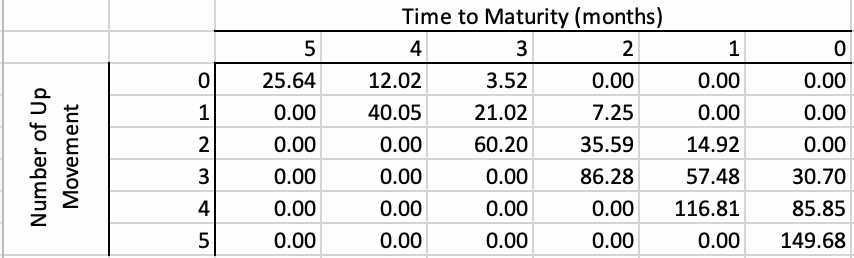 Time to Maturity (months)
5 4 3 2 1 0
Number of Up
Movement
0 25.64 12.02 3.52 0.00 0.00 0.00
1 0.00 40.05 21.02 7.25 0.00 0.00
2 0.00 0.00 60.20 35.59 14.92 0.00
3 0.00 0.00 0.00 86.28 57.48 30.70
4 0.00 0.00 0.00 0.00 116.81 85.85
5 0.00 0.00 0.00 0.00 0.00 149.68